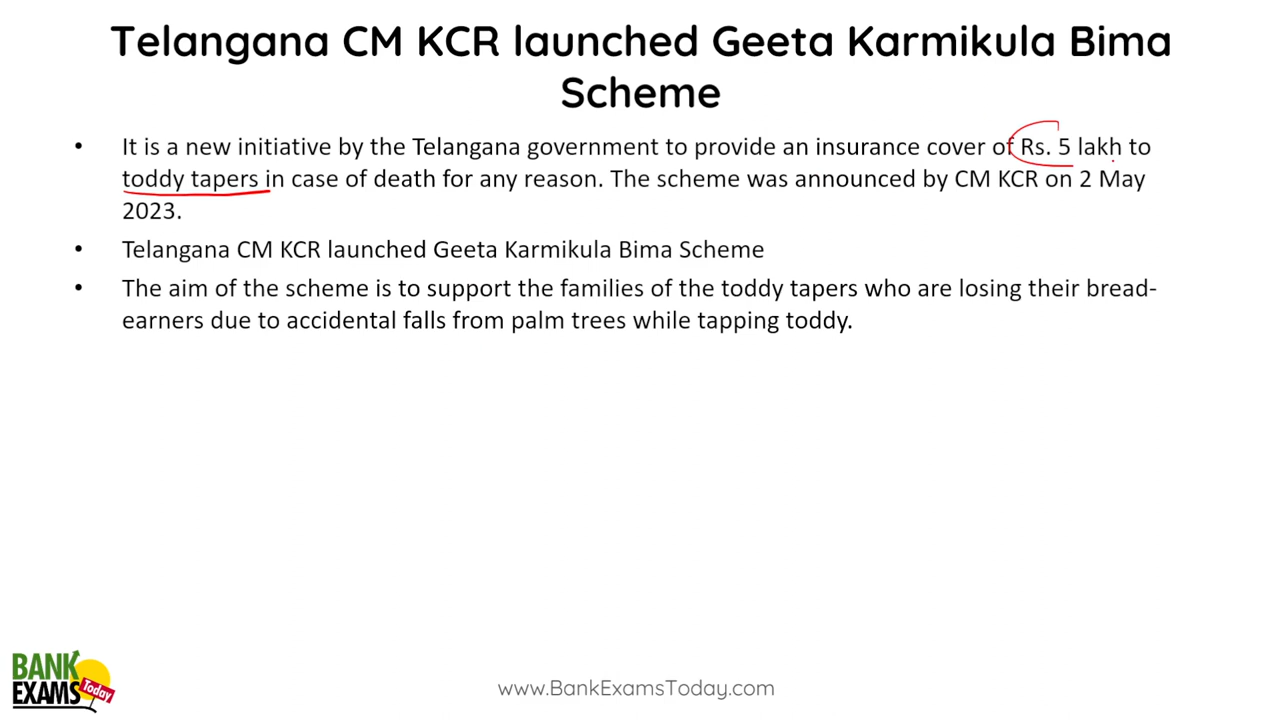 Telangana CM KCR launched Geeta Karmikula Bima
Scheme
• It is a new initiative by the Telangana government to provide an insurance cover of Rs. 5 lakh to
toddy tapers in case of death for any reason. The scheme was announced by CM KCR on 2 May
2023.
• Telangana CM KCR launched Geeta Karmikula Bima Scheme
• The aim of the scheme is to support the families of the toddy tapers who are losing their bread-
earners due to accidental falls from palm trees while tapping toddy.
BANK
EXAMS Today
www.BankExamsToday.com